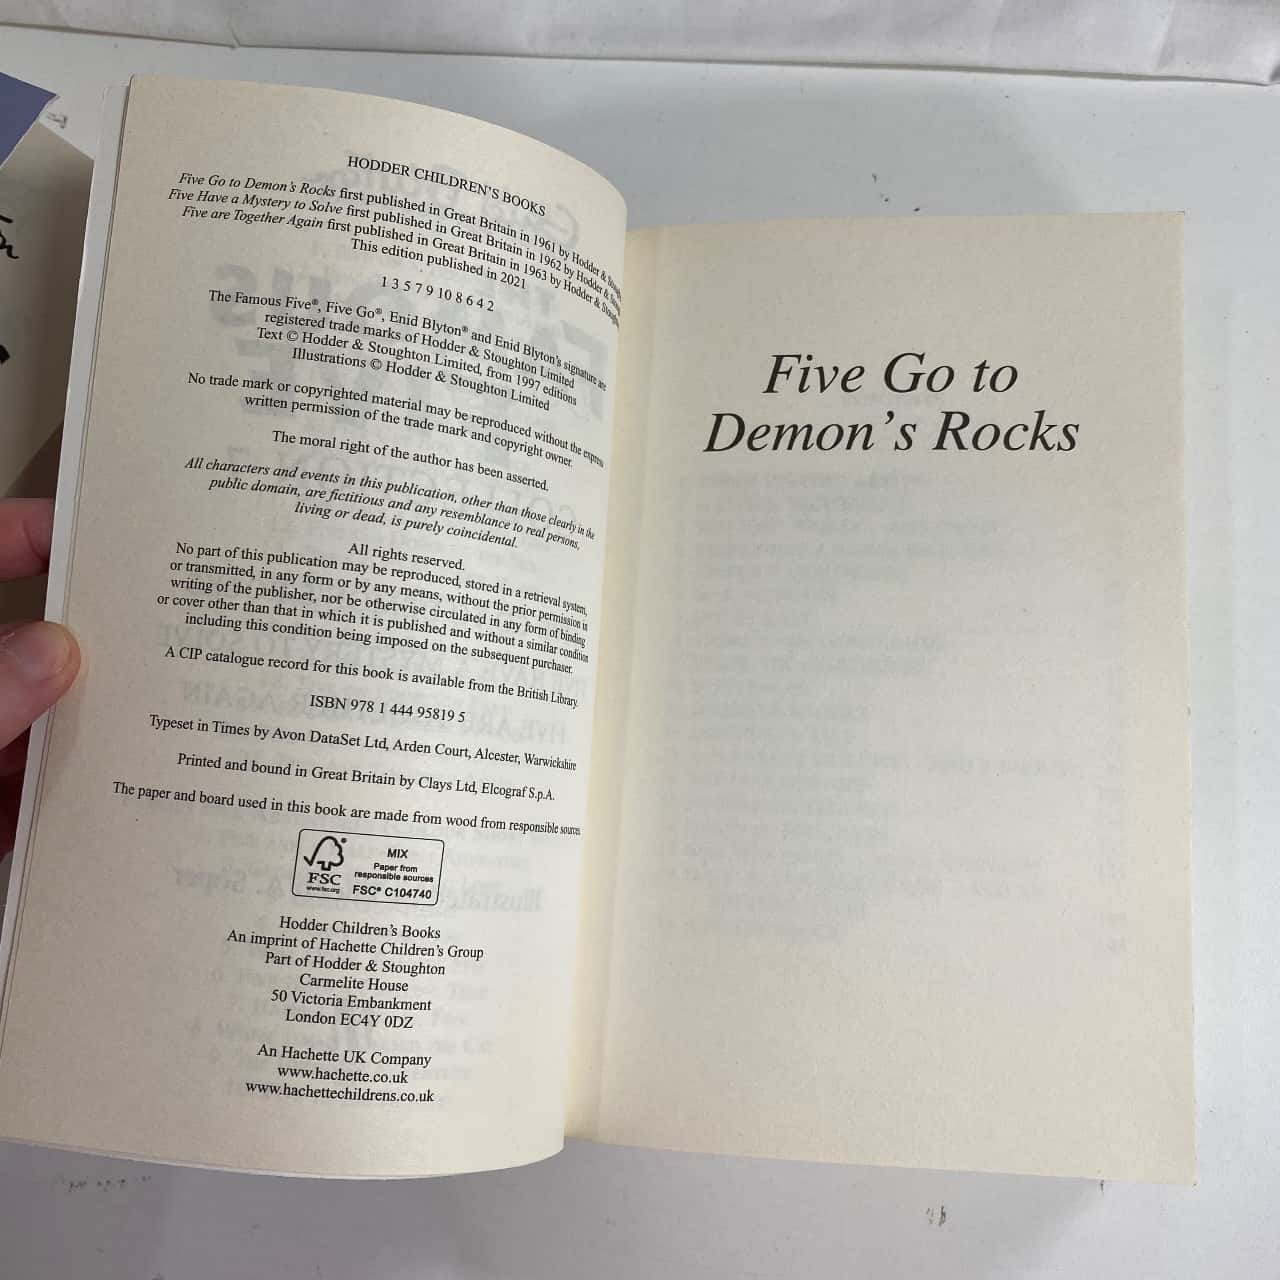 HODDER CHILDREN'S BOOKS
Five Go to Demon's Rocks first published in Great Britain in 1961 by Hodder &
Five Have a Mystery to Solve first published in Great Britain in 1962 by Hodder &
Five are Together Again first published in Great Britain in 1963 by Hodder &
This edition published in 2021
1 3 5 7 9 10 8 6 4 2
The Famous Five®, Five Go®, Enid Blyton® and Enid Blyton's signature are
registered trade marks of Hodder & Stoughton Limited
Text © Hodder & Stoughton Limited, from 1997 editions
Illustrations © Hodder & Stoughton Limited
No trade mark or copyrighted material may be reproduced without the express
written permission of the trade mark and copyright owner.
The moral right of the author has been asserted.
All characters and events in this publication, other than those clearly in the
public domain, are fictitious and any resemblance to real persons,
living or dead, is purely coincidental.
All rights reserved.
No part of this publication may be reproduced, stored in a retrieval system,
or transmitted, in any form or by any means, without the prior permission in
writing of the publisher, nor be otherwise circulated in any form of binding
or cover other than that in which it is published and without a similar condition
including this condition being imposed on the subsequent purchaser.
A CIP catalogue record for this book is available from the British Library.
ISBN 978 1 444 95819 5
Typeset in Times by Avon DataSet Ltd, Arden Court, Alcester, Warwickshire
Printed and bound in Great Britain by Clays Ltd, Elcograf S.p.A.
The paper and board used in this book are made from wood from responsible sources
FSC
www.fsc.org
MIX
Paper from
responsible sources
FSC® C104740
Hodder Children's Books
An imprint of Hachette Children's Group
Part of Hodder & Stoughton
Carmelite House
50 Victoria Embankment
London EC4Y 0DZ
An Hachette UK Company
www.hachette.co.uk
www.hachettechildrens.co.uk
Five Go to
Demon's Rocks